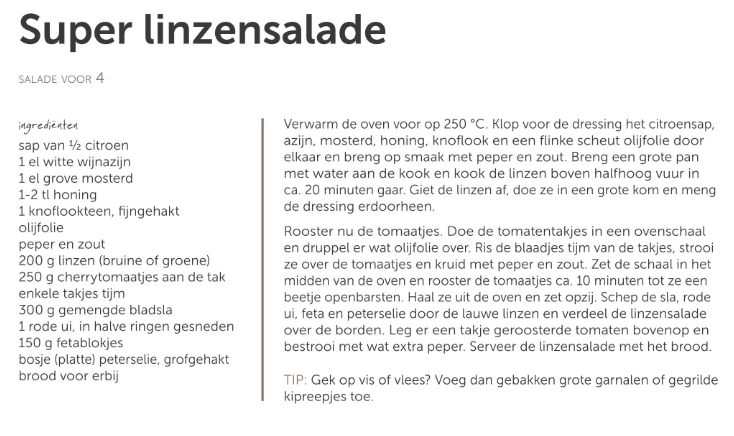 Super linzensalade
SALADE VOOR 4
ingrediënten
sap van ½ citroen
1 el witte wijnazijn
1 el grove mosterd
1-2 tl honing
1 knoflookteen, fijngehakt
olijfolie
peper en zout
200 g linzen (bruine of groene)
250 g cherrytomaatjes aan de tak
enkele takjes tijm
300 g gemengde bladsla
1 rode ui, in halve ringen gesneden
150 g fetablokjes
bosje (platte) peterselie, grofgehakt
brood voor erbij
Verwarm de oven voor op 250 °C. Klop voor de dressing het citroensap,
azijn, mosterd, honing, knoflook en een flinke scheut olijfolie door
elkaar en breng op smaak met peper en zout. Breng een grote pan
met water aan de kook en kook de linzen boven halfhoog vuur in
ca. 20 minuten gaar. Giet de linzen af, doe ze in een grote kom en meng
de dressing erdoorheen.
Rooster nu de tomaatjes. Doe de tomatentakjes in een ovenschaal
en druppel er wat olijfolie over. Ris de blaadjes tijm van de takjes, strooi
ze over de tomaatjes en kruid met peper en zout. Zet de schaal in het
midden van de oven en rooster de tomaatjes ca. 10 minuten tot ze een
beetje openbarsten. Haal ze uit de oven en zet opzij. Schep de sla, rode
ui, feta en peterselie door de lauwe linzen en verdeel de linzensalade
over de borden. Leg er een takje geroosterde tomaten bovenop en
bestrooi met wat extra peper. Serveer de linzensalade met het brood.
TIP: Gek op vis of vlees? Voeg dan gebakken grote garnalen of gegrilde
kipreepjes toe.